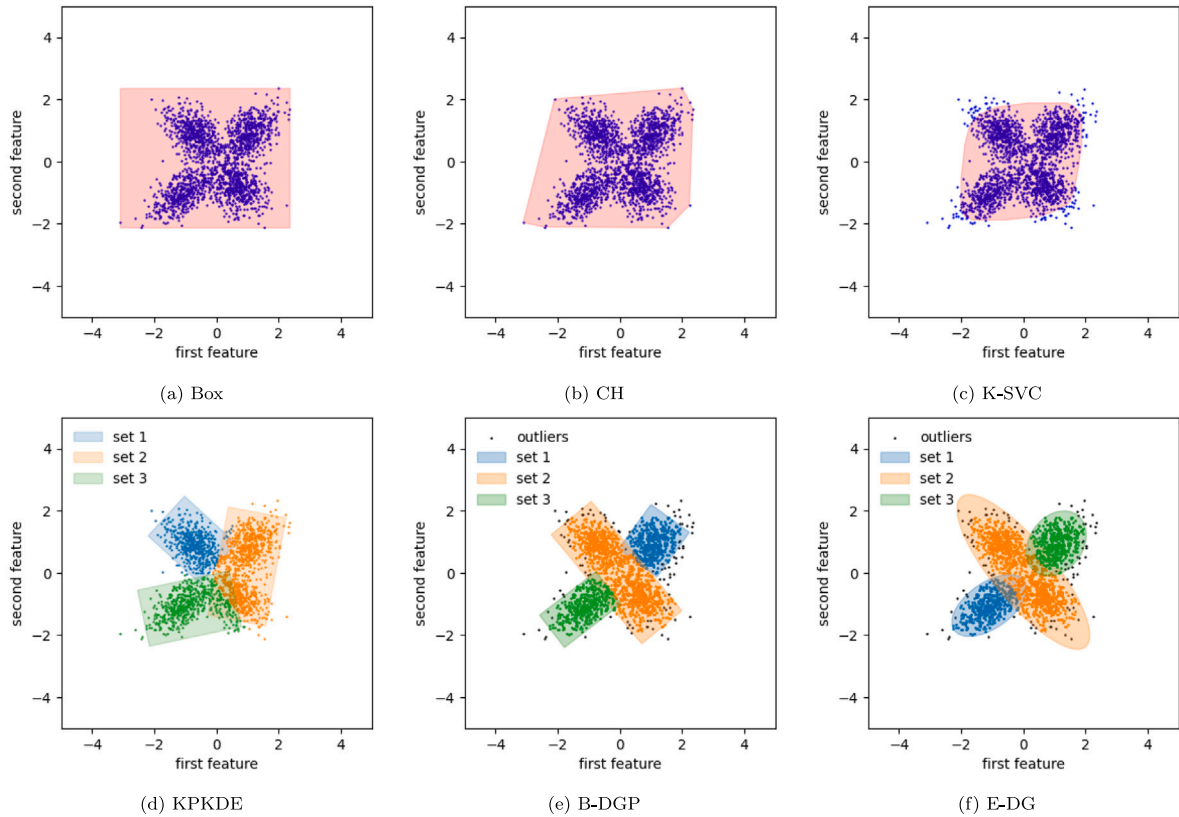 4
2
0
−2
−4
second feature
−4
−2
0
2
4
first feature
(a) Box
4
2
0
−2
−4
second feature
−4
−2
0
2
4
first feature
(b) CH
4
2
0
−2
−4
second feature
−4
−2
0
2
4
first feature
(c) K-SVC
set 1
set 2
set 3
4
2
0
−2
−4
second feature
−4
−2
0
2
4
first feature
(d) KPKDE
outliers
set 1
set 2
set 3
4
2
0
−2
−4
second feature
−4
−2
0
2
4
first feature
(e) B-DGP
outliers
set 1
set 2
set 3
4
2
0
−2
−4
second feature
−4
−2
0
2
4
first feature
(f) E-DG